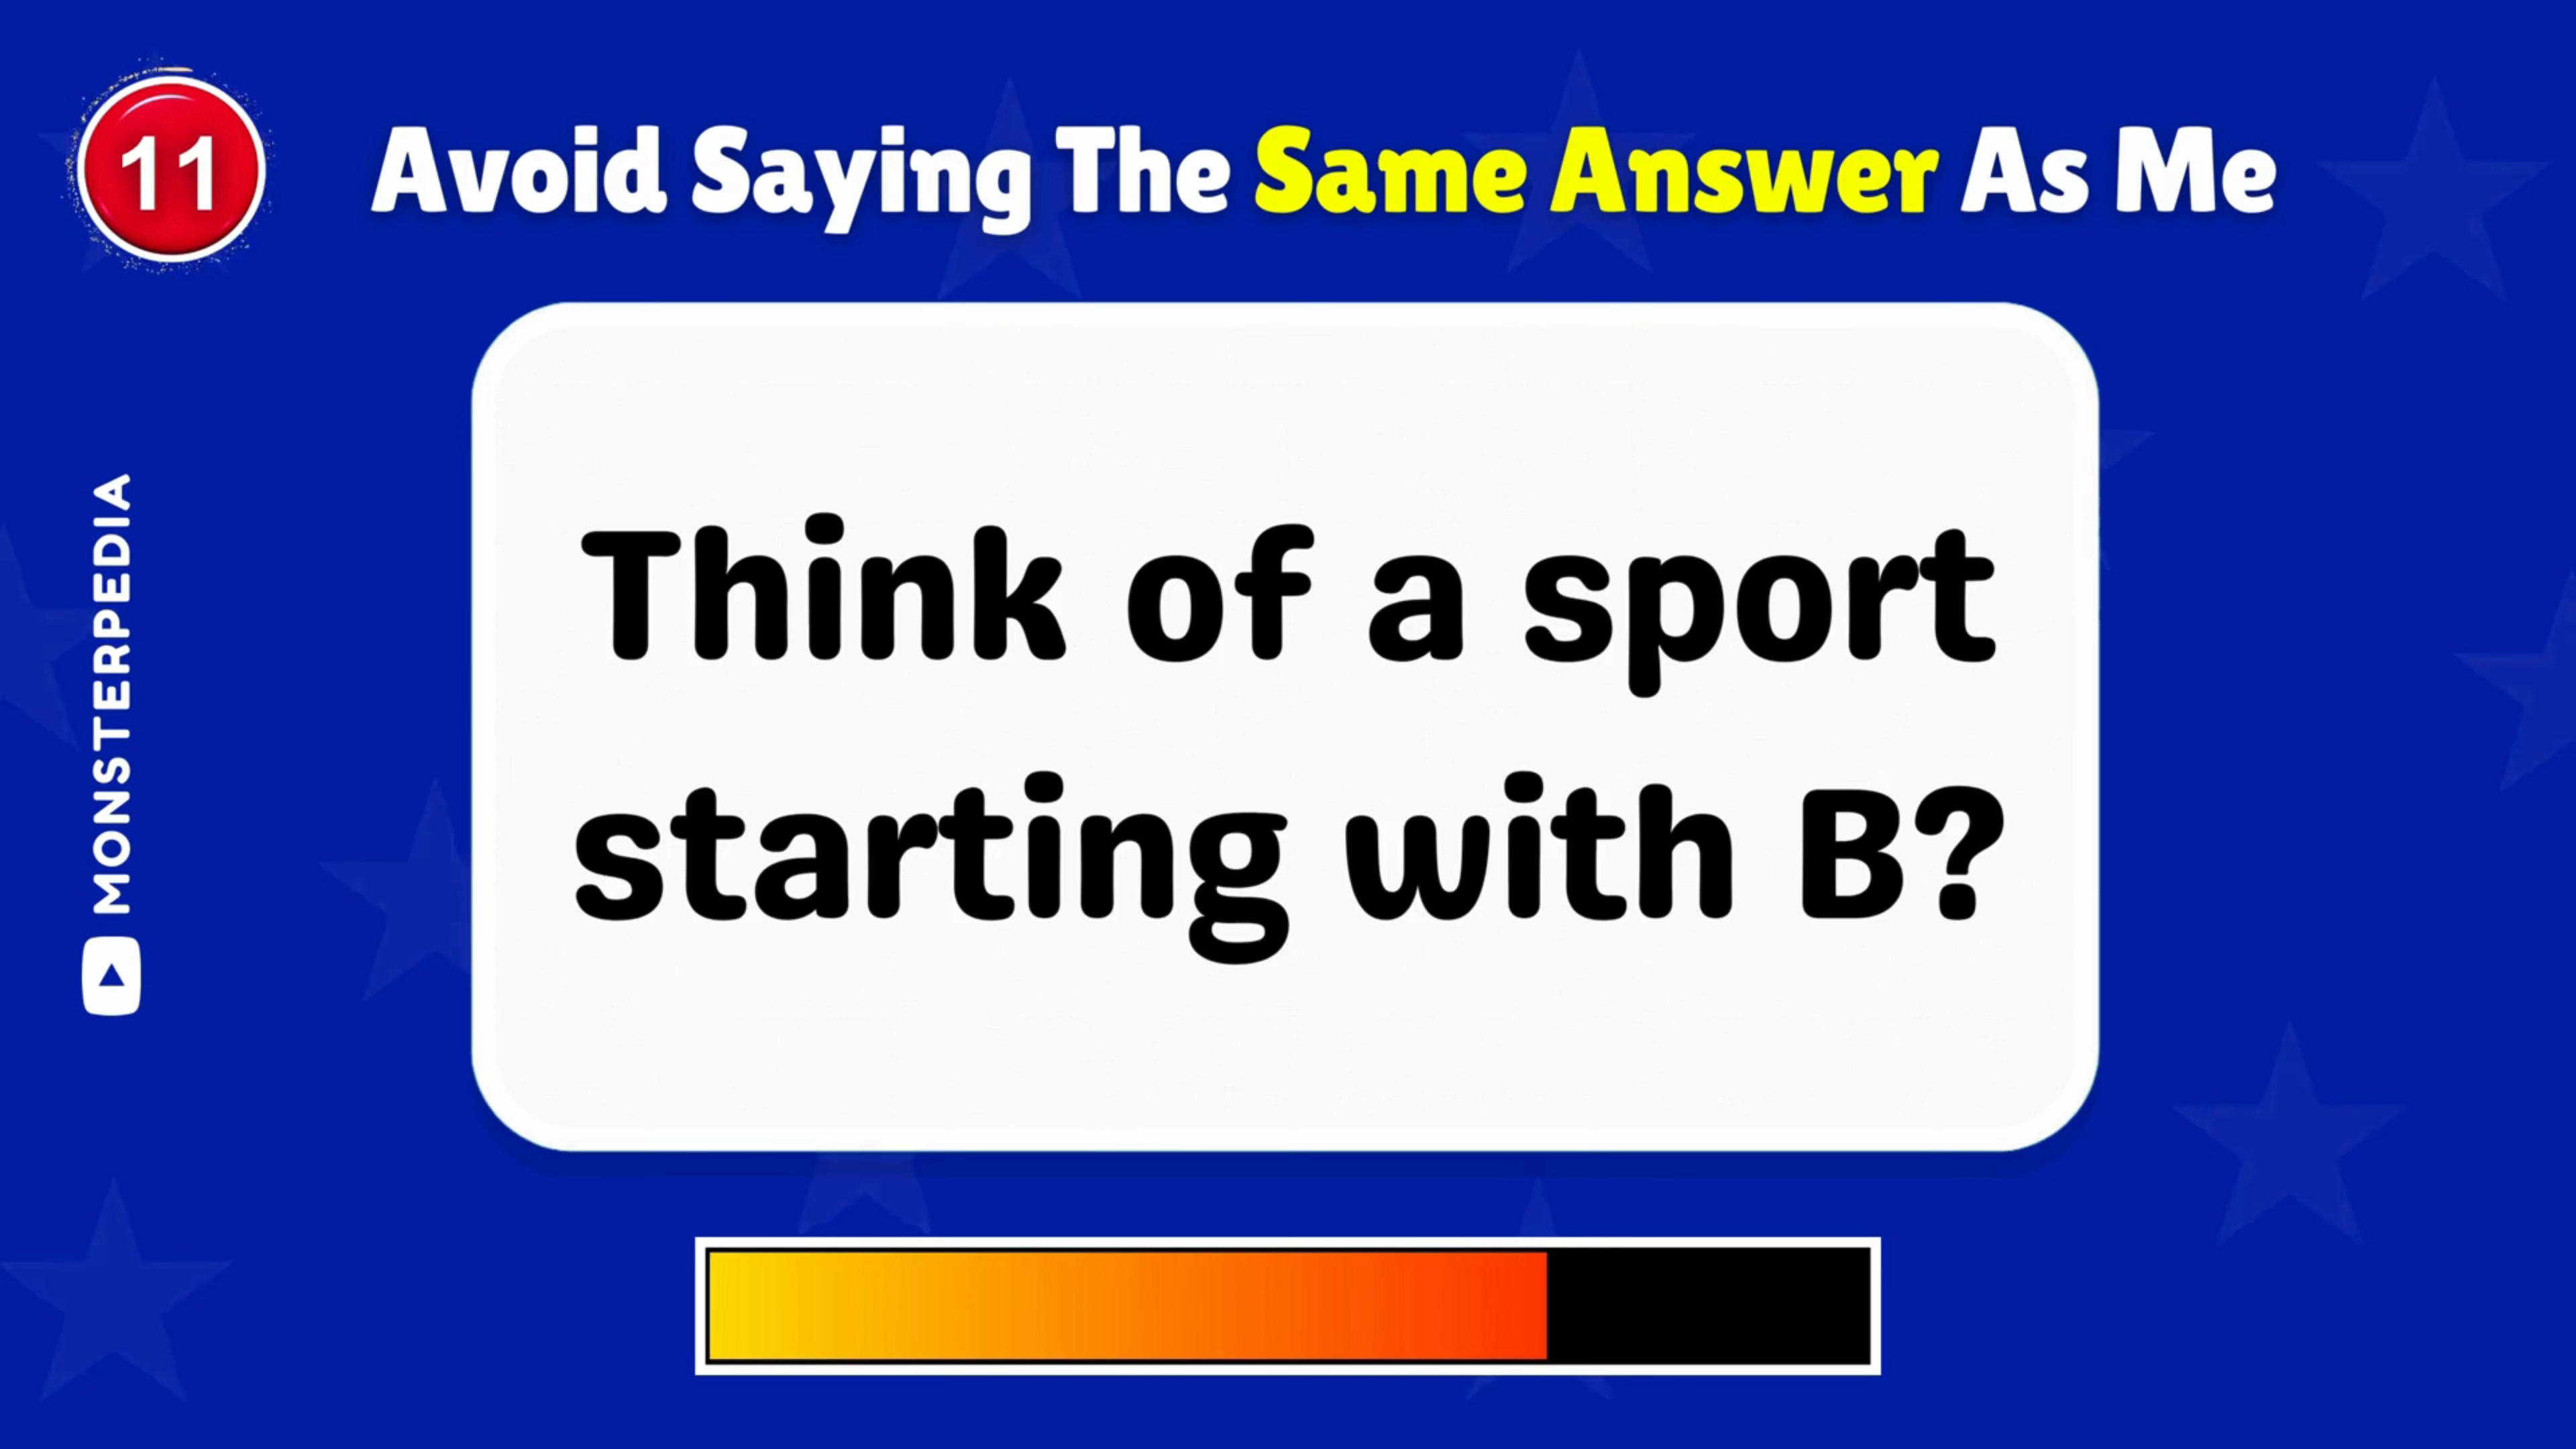 11
Avoid Saying The Same Answer As Me
Think of a sport
starting with B?
MONSTERPEDIA